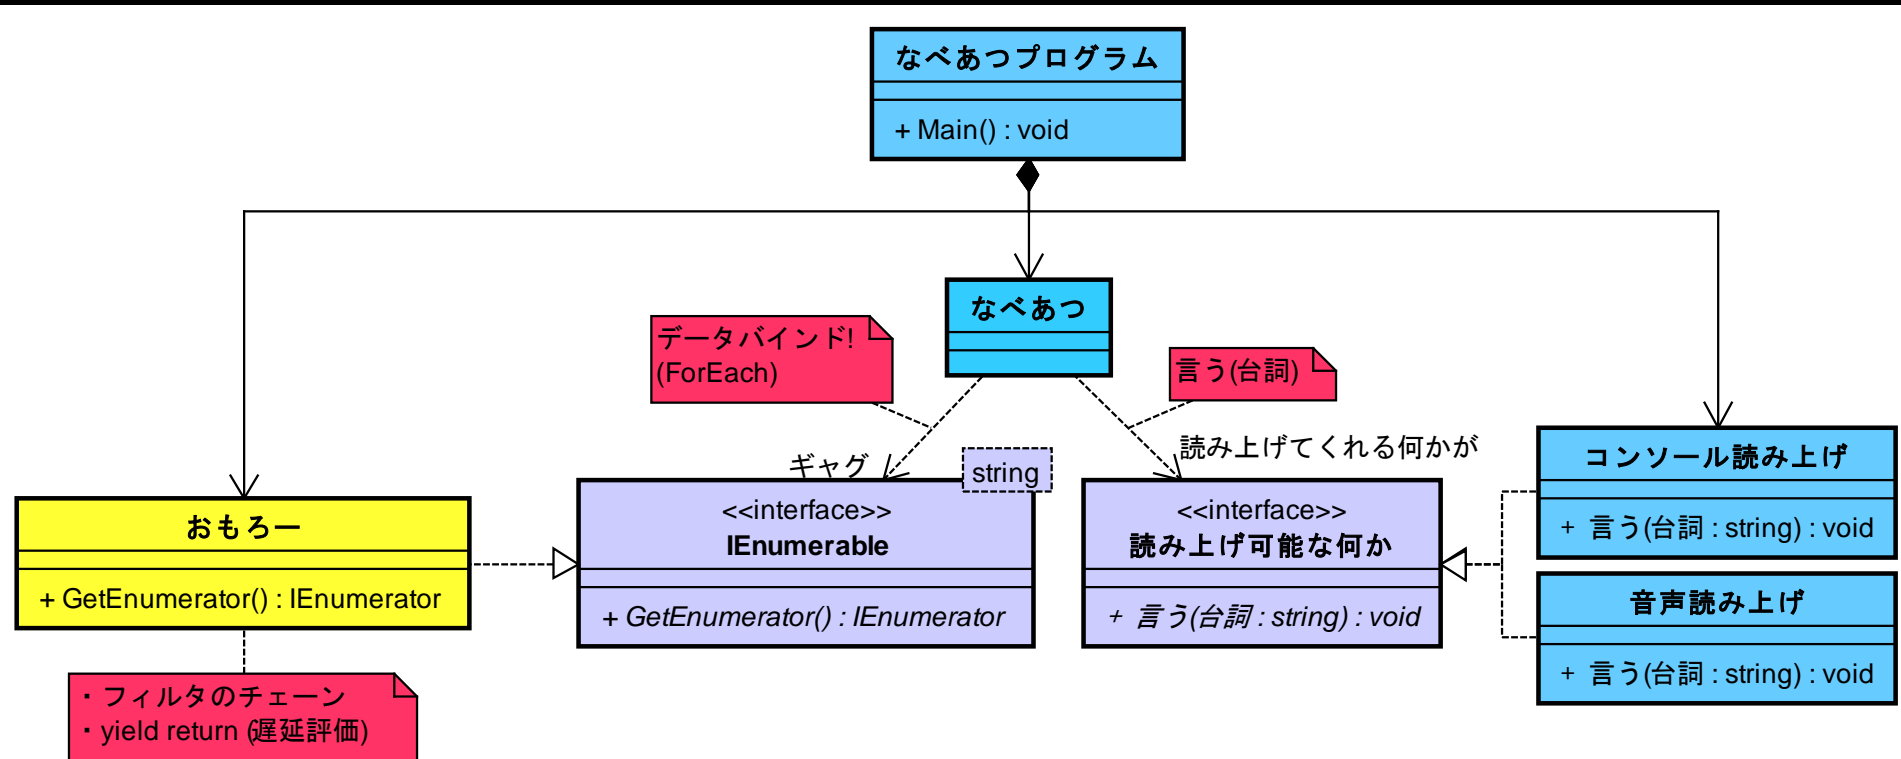 なべあつプログラム
+ Main() : void
なべあつ
データバインド!
(ForEach)
言う(台詞)
ギャグ
string
読み上げてくれる何かが
おもろー
+ GetEnumerator() : IEnumerator
<<interface>>
IEnumerable
+ GetEnumerator() : IEnumerator
<<interface>>
読み上げ可能な何か
+ 言う(台詞 : string) : void
コンソール読み上げ
+ 言う(台詞 : string) : void
音声読み上げ
+ 言う(台詞 : string) : void
・フィルタのチェーン
・yield return (遅延評価)